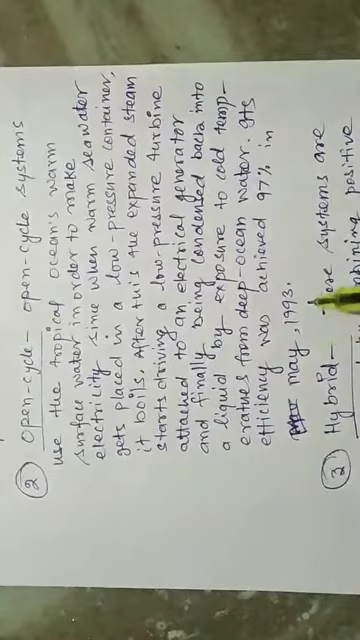 ② Open-cycle - open-cycle systems
use the tropical ocean's warm
surface water in order to make
electricity since when warm seawater
gets placed in a low-pressure container,
it boils. After this the expanded steam
starts driving a low-pressure turbine
attached to an electrical generator
and finally being condensed back into
a liquid by exposure to cold temp-
eratures from deep-ocean water. Its
efficiency was achieved 97% in
may, 1993.
③ Hybrid - systems are
positive